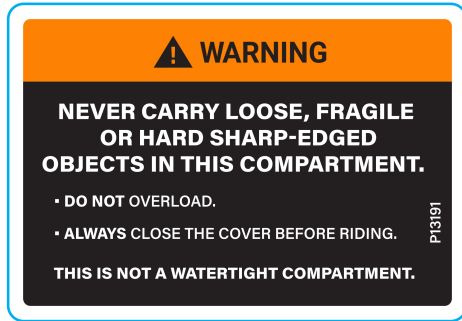 WARNING
NEVER CARRY LOOSE, FRAGILE
OR HARD SHARP-EDGED
OBJECTS IN THIS COMPARTMENT.
▪ DO NOT OVERLOAD.
▪ ALWAYS CLOSE THE COVER BEFORE RIDING.
THIS IS NOT A WATERTIGHT COMPARTMENT.
P13191